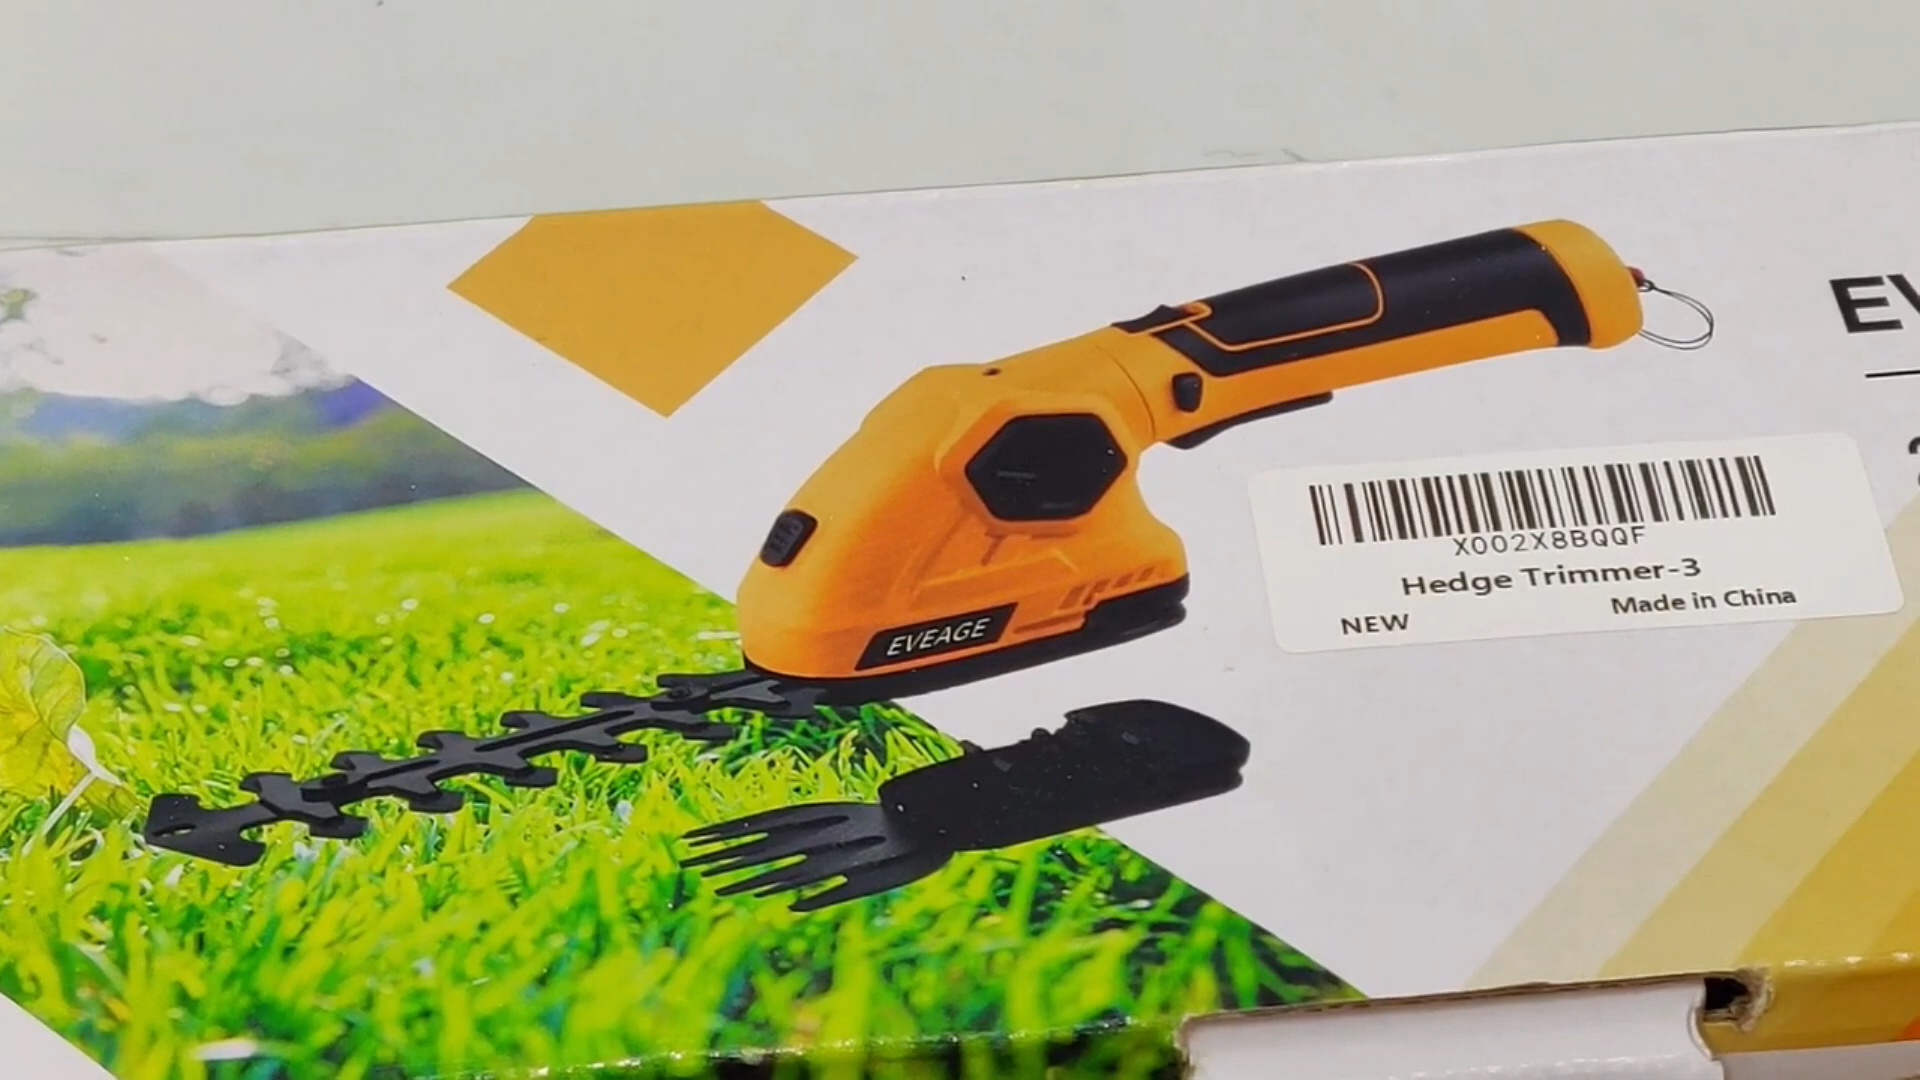 EVEAGE
X002X8BQQF
Hedge Trimmer-3
NEW
Made in China